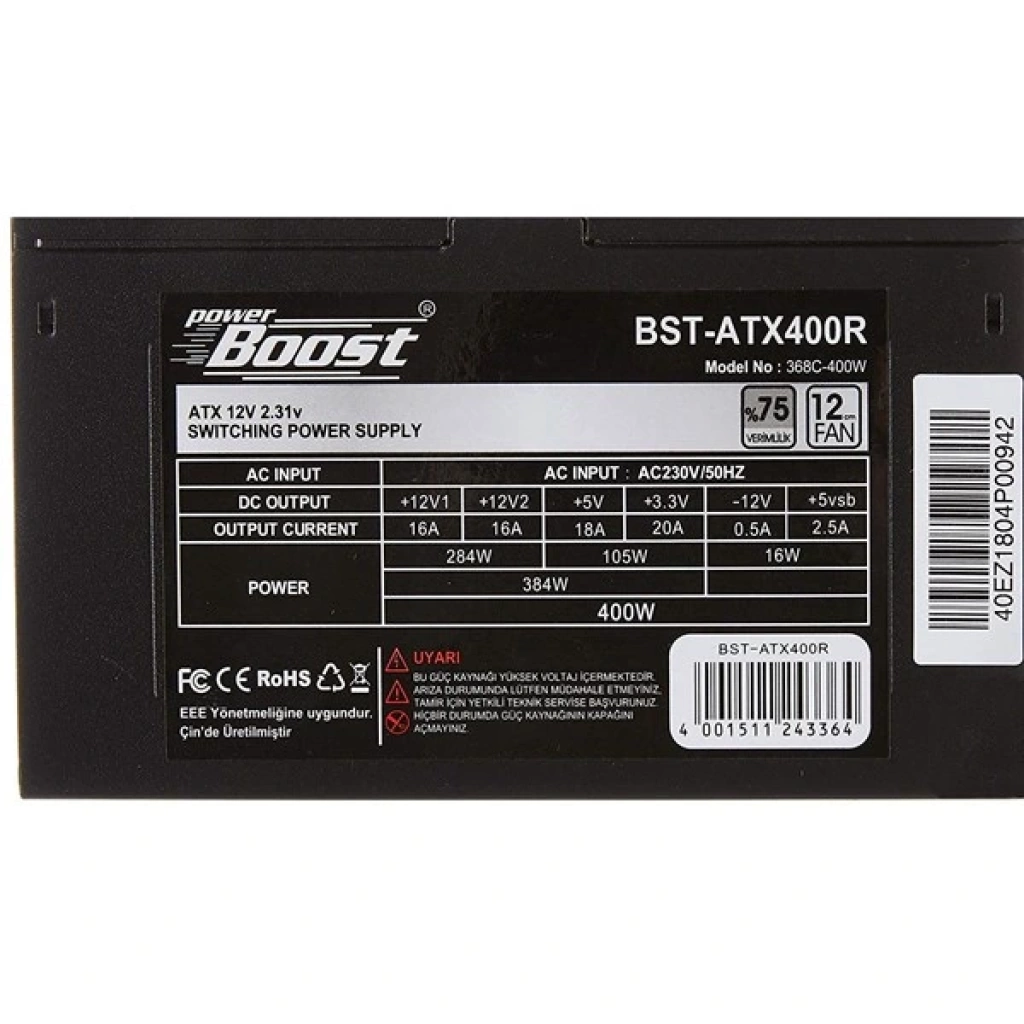 power Boost ®
BST-ATX400R
Model No : 368C-400W
ATX 12V 2.31v
SWITCHING POWER SUPPLY
%75
VERİMLİLİK
12cm
FAN
AC INPUT AC INPUT : AC230V/50HZ
DC OUTPUT +12V1 +12V2 +5V +3.3V -12V +5vsb
OUTPUT CURRENT 16A 16A 18A 20A 0.5A 2.5A
POWER
284W 105W 16W
384W
400W
FC CE RoHS
EEE Yönetmeliğine uygundur.
Çin'de Üretilmiştir
UYARI
BU GÜÇ KAYNAĞI YÜKSEK VOLTAJ İÇERMEKTEDİR.
ARIZA DURUMUNDA LÜTFEN MÜDAHALE ETMEYİNİZ,
TAMİR İÇİN YETKİLİ TEKNİK SERVİSE BAŞVURUNUZ.
HİÇBİR DURUMDA GÜÇ KAYNAĞININ KAPAĞINI
AÇMAYINIZ.
BST-ATX400R
4 001511 243364
40EZ1804P00942